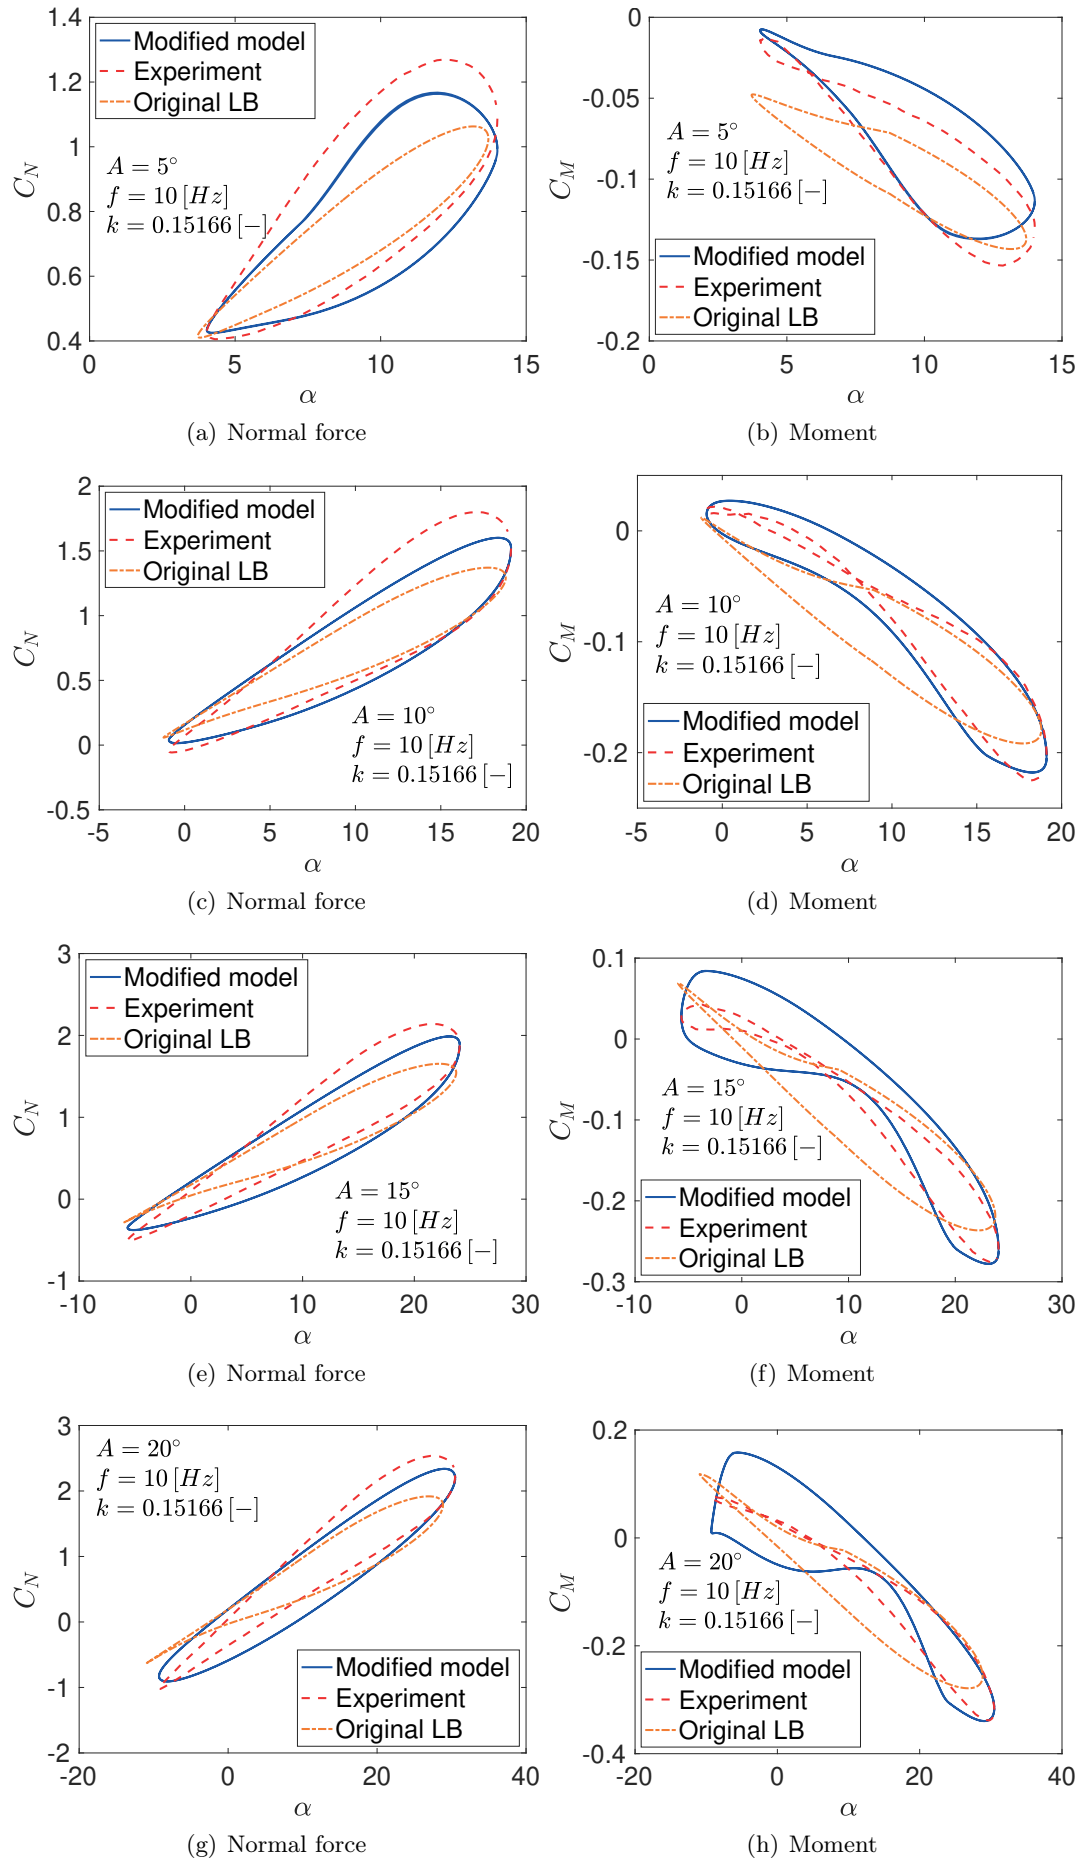 1.4
1.2
1
0.8
0.6
0.4
C_N
Modified model
Experiment
Original LB
A = 5°
f = 10 [Hz]
k = 0.15166 [−]
0 5 10 15
α
(a) Normal force
0
-0.05
-0.1
-0.15
-0.2
C_M
A = 5°
f = 10 [Hz]
k = 0.15166 [−]
Modified model
Experiment
Original LB
0 5 10 15
α
(b) Moment
2
1.5
1
0.5
0
-0.5
C_N
Modified model
Experiment
Original LB
A = 10°
f = 10 [Hz]
k = 0.15166 [−]
-5 0 5 10 15 20
α
(c) Normal force
0
-0.1
-0.2
C_M
A = 10°
f = 10 [Hz]
k = 0.15166 [−]
Modified model
Experiment
Original LB
-5 0 5 10 15 20
α
(d) Moment
3
2
1
0
-1
C_N
Modified model
Experiment
Original LB
A = 15°
f = 10 [Hz]
k = 0.15166 [−]
-10 0 10 20 30
α
(e) Normal force
0.1
0
-0.1
-0.2
-0.3
C_M
A = 15°
f = 10 [Hz]
k = 0.15166 [−]
Modified model
Experiment
Original LB
-10 0 10 20 30
α
(f) Moment
3
2
1
0
-1
-2
C_N
A = 20°
f = 10 [Hz]
k = 0.15166 [−]
Modified model
Experiment
Original LB
-20 0 20 40
α
(g) Normal force
0.2
0
-0.2
-0.4
C_M
A = 20°
f = 10 [Hz]
k = 0.15166 [−]
Modified model
Experiment
Original LB
-20 0 20 40
α
(h) Moment